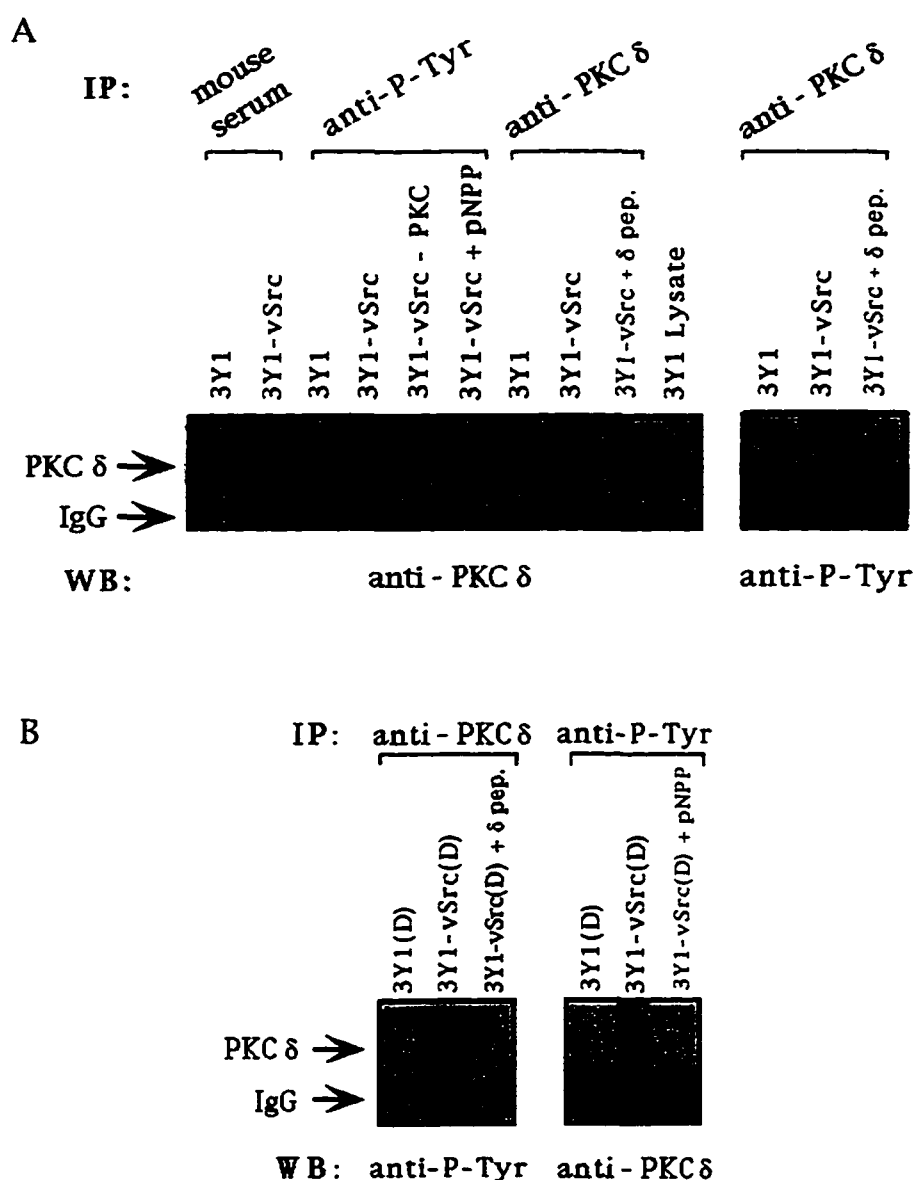 A
IP:
mouse serum
anti-P-Tyr
anti-PKC δ
anti-PKC δ
3Y1
3Y1-vSrc
3Y1
3Y1-vSrc
3Y1-vSrc - PKC
3Y1-vSrc + pNPP
3Y1
3Y1-vSrc
3Y1-vSrc + δ pep.
3Y1 Lysate
3Y1
3Y1-vSrc
3Y1-vSrc + δ pep.
PKC δ
IgG
WB: anti-PKC δ anti-P-Tyr
B
IP: anti-PKC δ anti-P-Tyr
3Y1(D)
3Y1-vSrc(D)
3Y1-vSrc(D) + δ pep.
3Y1(D)
3Y1-vSrc(D)
3Y1-vSrc(D) + pNPP
PKC δ
IgG
WB: anti-P-Tyr anti-PKC δ